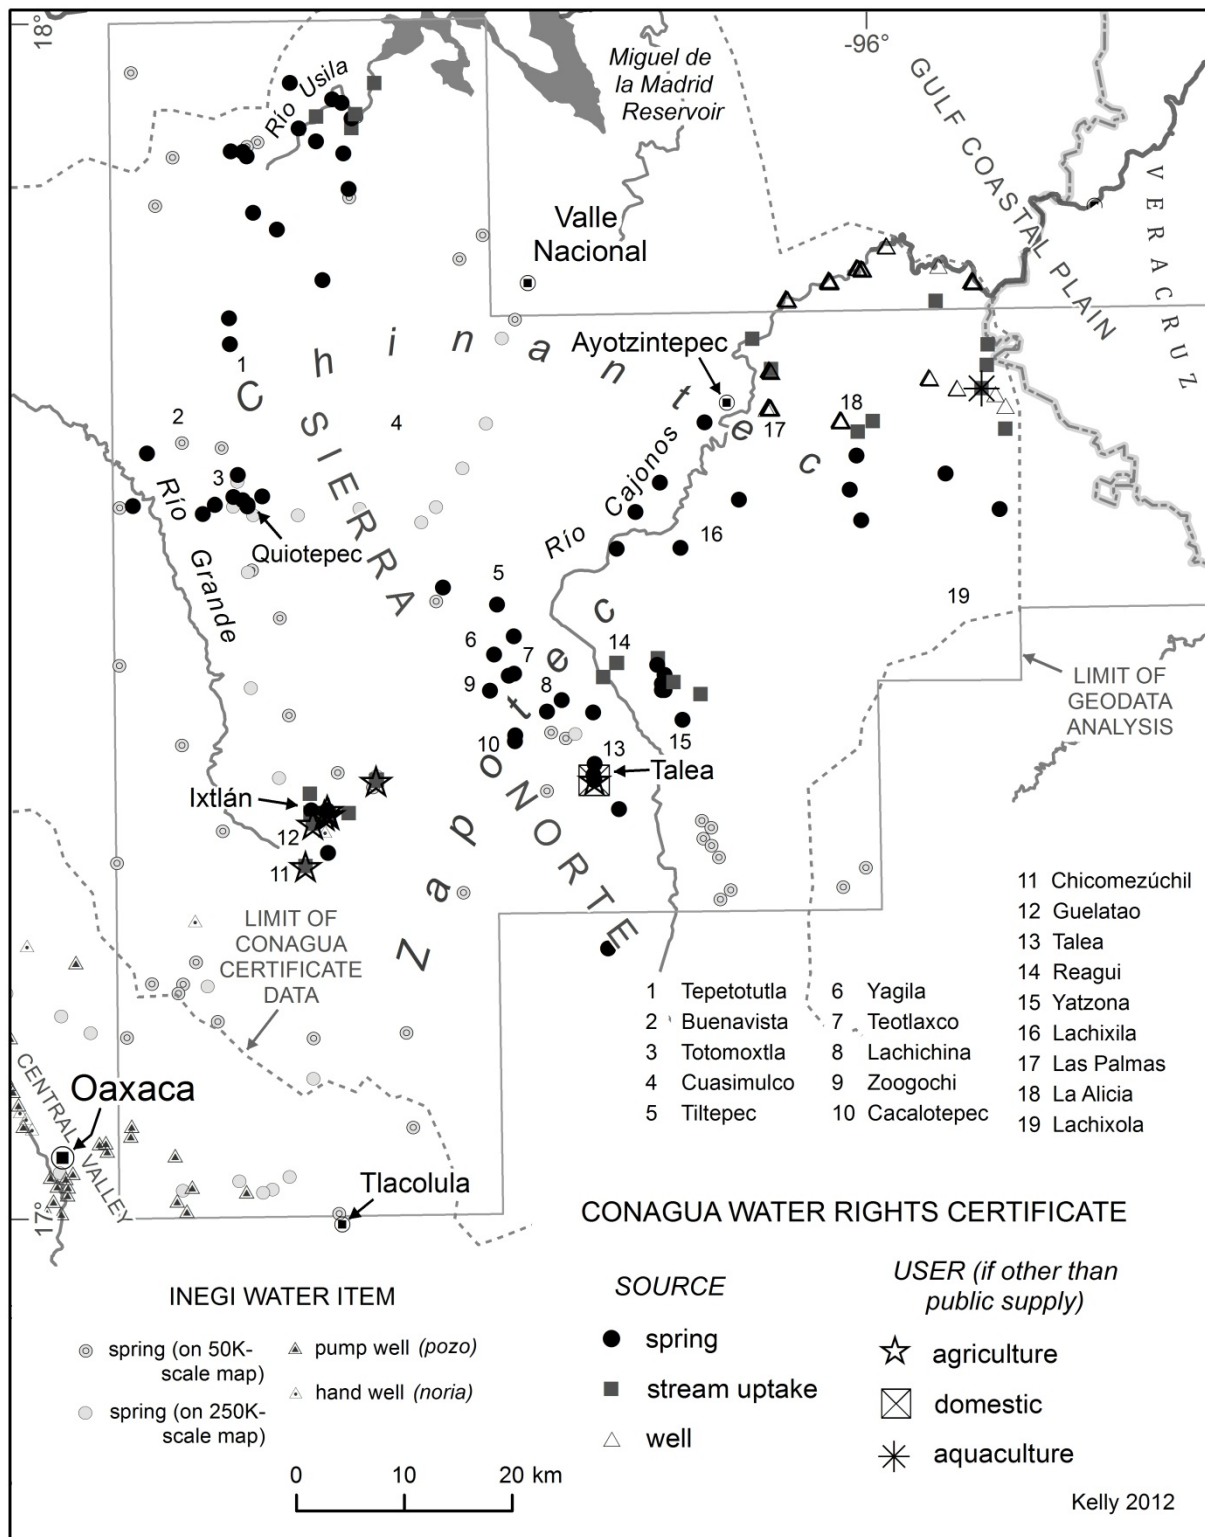 18°
-96°
Miguel de
la Madrid
Reservoir
Río Usila
GULF COASTAL PLAIN
VERACRUZ
Valle
Nacional
Chinantec
Ayotzintepec
1
2
3
4
17
18
SIERRA NORTE
Río Grande
Quiotepec
Río Cajonos
16
5
6
7
8
9
10
14
19
15
13
Talea
LIMIT OF
GEODATA
ANALYSIS
Ixtlán
12
11
Zapotec
LIMIT OF
CONAGUA
CERTIFICATE
DATA
1 Tepetotutla
2 Buenavista
3 Totomoxtla
4 Cuasimulco
5 Tiltepec
6 Yagila
7 Teotlaxco
8 Lachichina
9 Zoogochi
10 Cacalotepec
11 Chicomezúchil
12 Guelatao
13 Talea
14 Reagui
15 Yatzona
16 Lachixila
17 Las Palmas
18 La Alicia
19 Lachixola
CENTRAL VALLEY
Oaxaca
Tlacolula
17°
INEGI WATER ITEM
spring (on 50K-
scale map)
spring (on 250K-
scale map)
pump well (pozo)
hand well (noria)
CONAGUA WATER RIGHTS CERTIFICATE
SOURCE
spring
stream uptake
well
USER (if other than
public supply)
agriculture
domestic
aquaculture
0 10 20 km
Kelly 2012